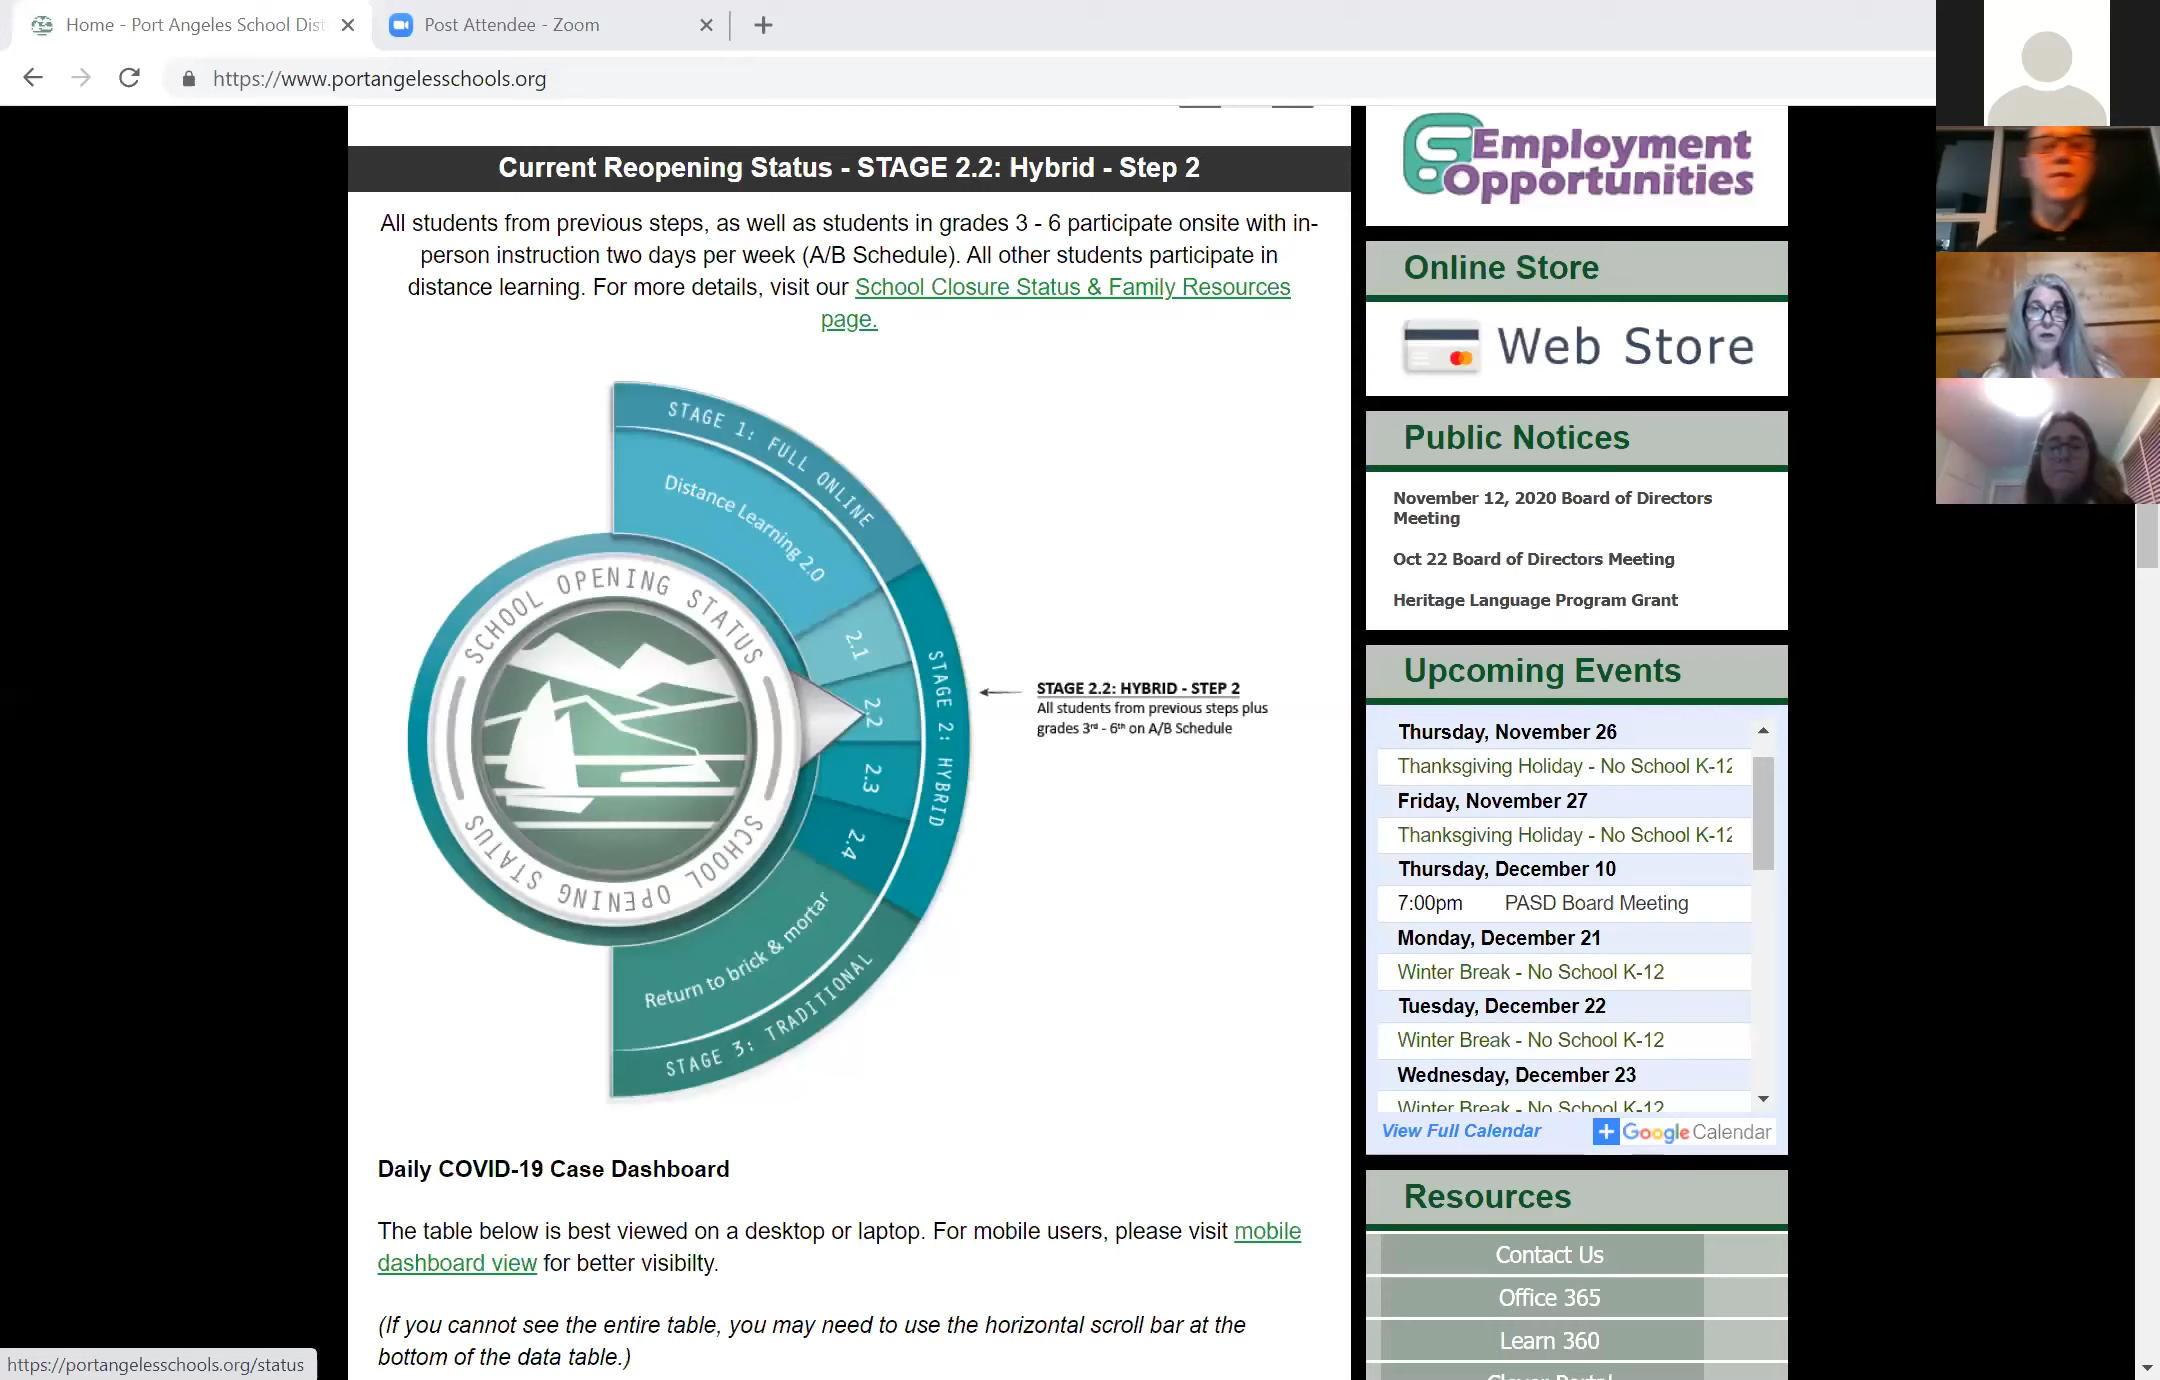 Home - Port Angeles School Dist
Post Attendee - Zoom
https://www.portangelesschools.org
Current Reopening Status - STAGE 2.2: Hybrid - Step 2
All students from previous steps, as well as students in grades 3 - 6 participate onsite with in-
person instruction two days per week (A/B Schedule). All other students participate in
distance learning. For more details, visit our School Closure Status & Family Resources
page.
STAGE 1: FULL ONLINE
Distance Learning 2.0
2.1
2.2
2.3
2.4
STAGE 2: HYBRID
Return to brick & mortar
STAGE 3: TRADITIONAL
SCHOOL OPENING STATUS
SCHOOL OPENING STATUS
STAGE 2.2: HYBRID - STEP 2
All students from previous steps plus
grades 3rd - 6th on A/B Schedule
Daily COVID-19 Case Dashboard
The table below is best viewed on a desktop or laptop. For mobile users, please visit mobile
dashboard view for better visibilty.
(If you cannot see the entire table, you may need to use the horizontal scroll bar at the
bottom of the data table.)
https://portangelesschools.org/status
Employment
Opportunities
Online Store
Web Store
Public Notices
November 12, 2020 Board of Directors
Meeting
Oct 22 Board of Directors Meeting
Heritage Language Program Grant
Upcoming Events
Thursday, November 26
Thanksgiving Holiday - No School K-12
Friday, November 27
Thanksgiving Holiday - No School K-12
Thursday, December 10
7:00pm PASD Board Meeting
Monday, December 21
Winter Break - No School K-12
Tuesday, December 22
Winter Break - No School K-12
Wednesday, December 23
Winter Break - No School K-12
View Full Calendar
Google Calendar
Resources
Contact Us
Office 365
Learn 360